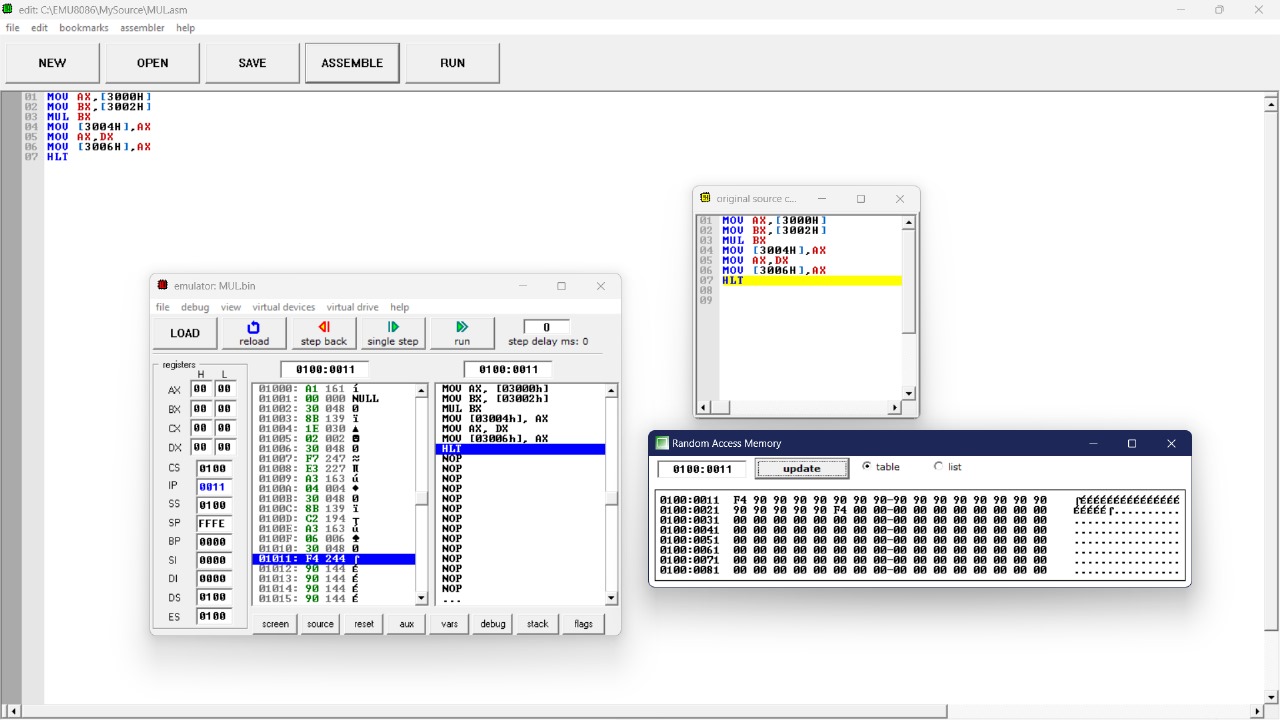 edit: C:\EMU8086\MySource\MUL.asm
file edit bookmarks assembler help
NEW OPEN SAVE ASSEMBLE RUN
01 MOV AX,[3000H]
02 MOV BX,[3002H]
03 MUL BX
04 MOV [3004H],AX
05 MOV AX,DX
06 MOV [3006H],AX
07 HLT
original source c...
01 MOV AX,[3000H]
02 MOV BX,[3002H]
03 MUL BX
04 MOV [3004H],AX
05 MOV AX,DX
06 MOV [3006H],AX
07 HLT
08
09
emulator: MUL.bin
file debug view virtual devices virtual drive help
LOAD reload step back single step run 0 step delay ms: 0
registers
H L
AX 00 00
BX 00 00
CX 00 00
DX 00 00
CS 0100
IP 0011
SS 0100
SP FFFE
BP 0000
SI 0000
DI 0000
DS 0100
ES 0100
0100:0011 0100:0011
01000: A1 161 í
01001: 00 000 NULL
01002: 30 048 0
01003: 8B 139 ï
01004: 1E 030 ▲
01005: 02 002 ☻
01006: 30 048 0
01007: F7 247 ≈
01008: E3 227 π
01009: A3 163 ú
0100A: 04 004 ♦
0100B: 30 048 0
0100C: 8B 139 ï
0100D: C2 194 ┬
0100E: A3 163 ú
0100F: 06 006 ♠
01010: 30 048 0
01011: F4 244 ⌠
01012: 90 144 É
01013: 90 144 É
01014: 90 144 É
01015: 90 144 É
MOV AX, [03000h]
MOV BX, [03002h]
MUL BX
MOV [03004h], AX
MOV AX, DX
MOV [03006h], AX
HLT
NOP
NOP
NOP
NOP
NOP
NOP
NOP
NOP
NOP
NOP
NOP
NOP
NOP
NOP
...
screen source reset aux vars debug stack flags
Random Access Memory
0100:0011 update table list
0100:0011 F4 90 90 90 90 90 90 90-90 90 90 90 90 90 90 90 ⌠ÉÉÉÉÉÉÉÉÉÉÉÉÉÉÉ
0100:0021 90 90 90 90 90 F4 00 00-00 00 00 00 00 00 00 00 ÉÉÉÉÉ⌠..........
0100:0031 00 00 00 00 00 00 00 00-00 00 00 00 00 00 00 00 ................
0100:0041 00 00 00 00 00 00 00 00-00 00 00 00 00 00 00 00 ................
0100:0051 00 00 00 00 00 00 00 00-00 00 00 00 00 00 00 00 ................
0100:0061 00 00 00 00 00 00 00 00-00 00 00 00 00 00 00 00 ................
0100:0071 00 00 00 00 00 00 00 00-00 00 00 00 00 00 00 00 ................
0100:0081 00 00 00 00 00 00 00 00-00 00 00 00 00 00 00 00 ................